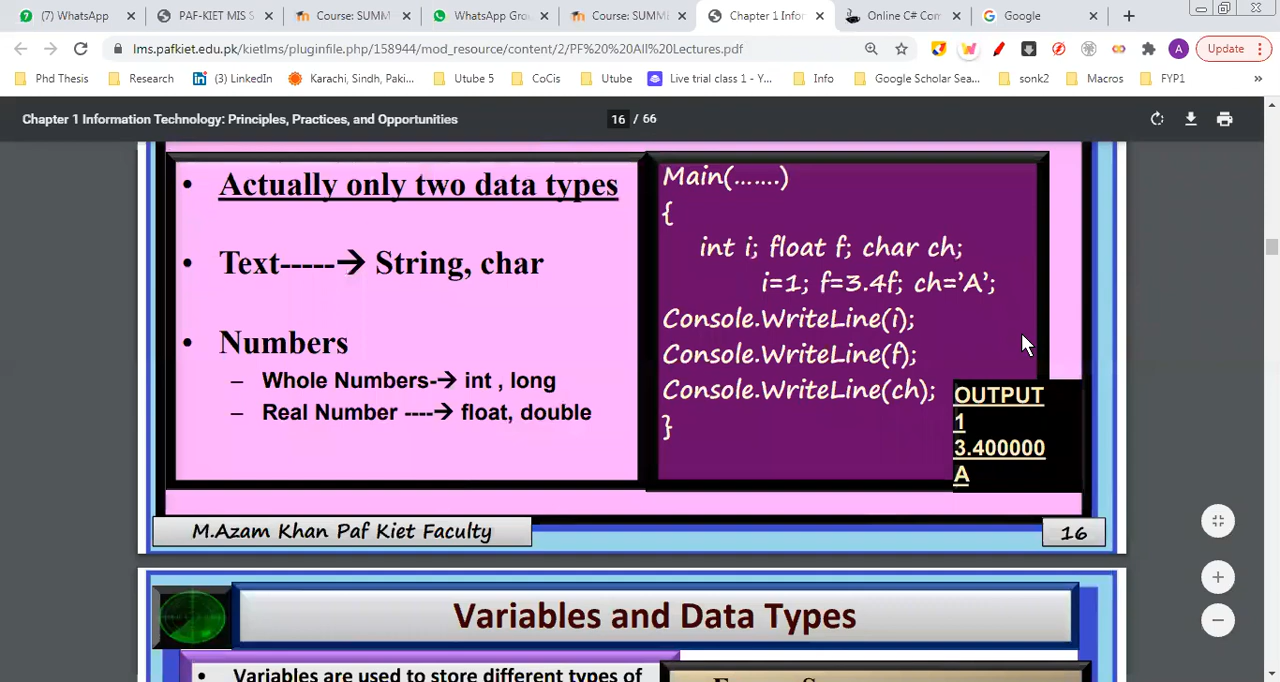 (7) WhatsApp
PAF-KIET MIS S
Course: SUMM
WhatsApp Grou
Course: SUMM
Chapter 1 Infor
Online C# Com
Google
lms.pafkiet.edu.pk/kietlms/pluginfile.php/158944/mod_resource/content/2/PF%20%20All%20Lectures.pdf
A
Update
Phd Thesis
Research
(3) LinkedIn
Karachi, Sindh, Paki...
Utube 5
CoCis
Utube
Live trial class 1 - Y...
Info
Google Scholar Sea...
sonk2
Macros
FYP1
»
Chapter 1 Information Technology: Principles, Practices, and Opportunities
16 / 66
• Actually only two data types
• Text-----→ String, char
• Numbers
– Whole Numbers-→ int , long
– Real Number ----→ float, double
Main(.......)
{
int i; float f; char ch;
i=1; f=3.4f; ch=’A’;
Console.WriteLine(i);
Console.WriteLine(f);
Console.WriteLine(ch);
}
OUTPUT
1
3.400000
A
M.Azam Khan Paf Kiet Faculty
16
Variables and Data Types
• Variables are used to store different types of